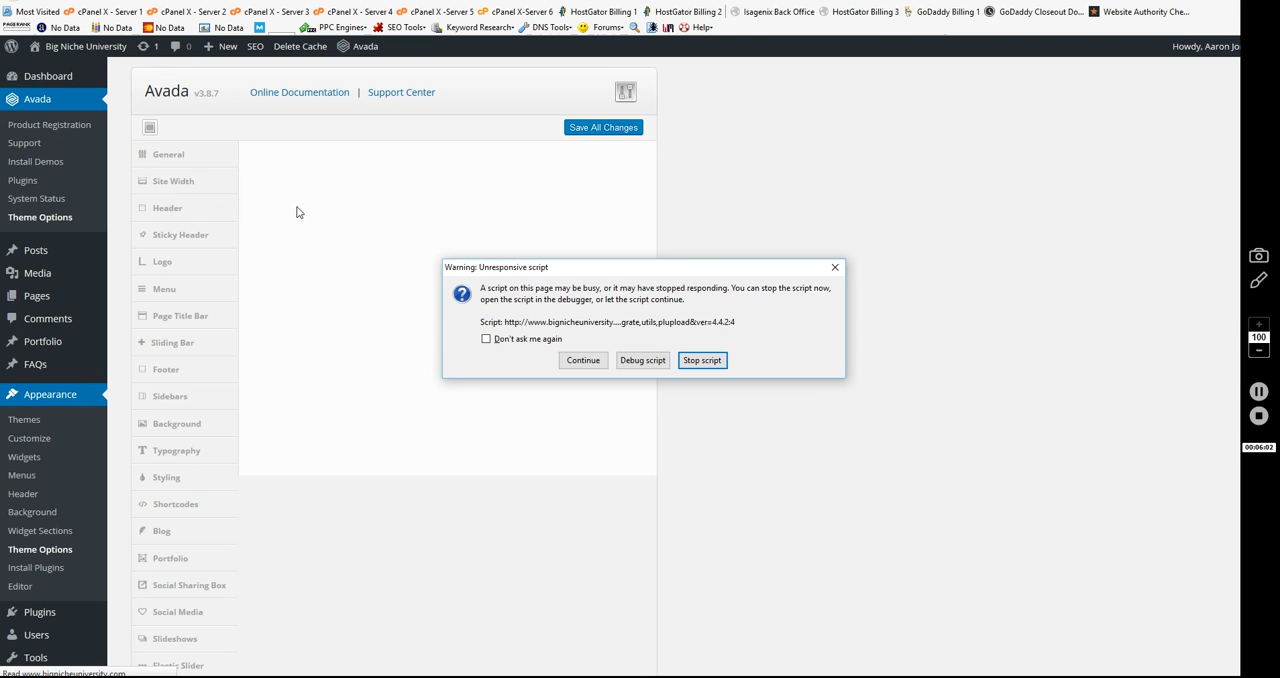 Most Visited cPanel X - Server 1 cPanel X - Server 2 cPanel X - Server 3 cPanel X - Server 4 cPanel X - Server 5 cPanel X-Server 6 HostGator Billing 1 HostGator Billing 2 Isagenix Back Office HostGator Billing 3 GoDaddy Billing 1 GoDaddy Closeout Do... Website Authority Che...
PAGERANK No Data No Data No Data No Data PPC Engines SEO Tools Keyword Research DNS Tools Forums Help
Big Niche University 1 0 New SEO Delete Cache Avada Howdy, Aaron Jo
Dashboard
Avada
Product Registration
Support
Install Demos
Plugins
System Status
Theme Options
Posts
Media
Pages
Comments
Portfolio
FAQs
Appearance
Themes
Customize
Widgets
Menus
Header
Background
Widget Sections
Theme Options
Install Plugins
Editor
Plugins
Users
Tools
Read www.bignicheuniversity.com
Avada v3.8.7 Online Documentation | Support Center
Save All Changes
General
Site Width
Header
Sticky Header
Logo
Menu
Page Title Bar
Sliding Bar
Footer
Sidebars
Background
Typography
Styling
Shortcodes
Blog
Portfolio
Social Sharing Box
Social Media
Slideshows
Elastic Slider
Warning: Unresponsive script
A script on this page may be busy, or it may have stopped responding. You can stop the script now,
open the script in the debugger, or let the script continue.
Script: http://www.bignicheuniversity....grate,utils,plupload&ver=4.4.2:4
Don't ask me again
Continue Debug script Stop script
100
00:06:02